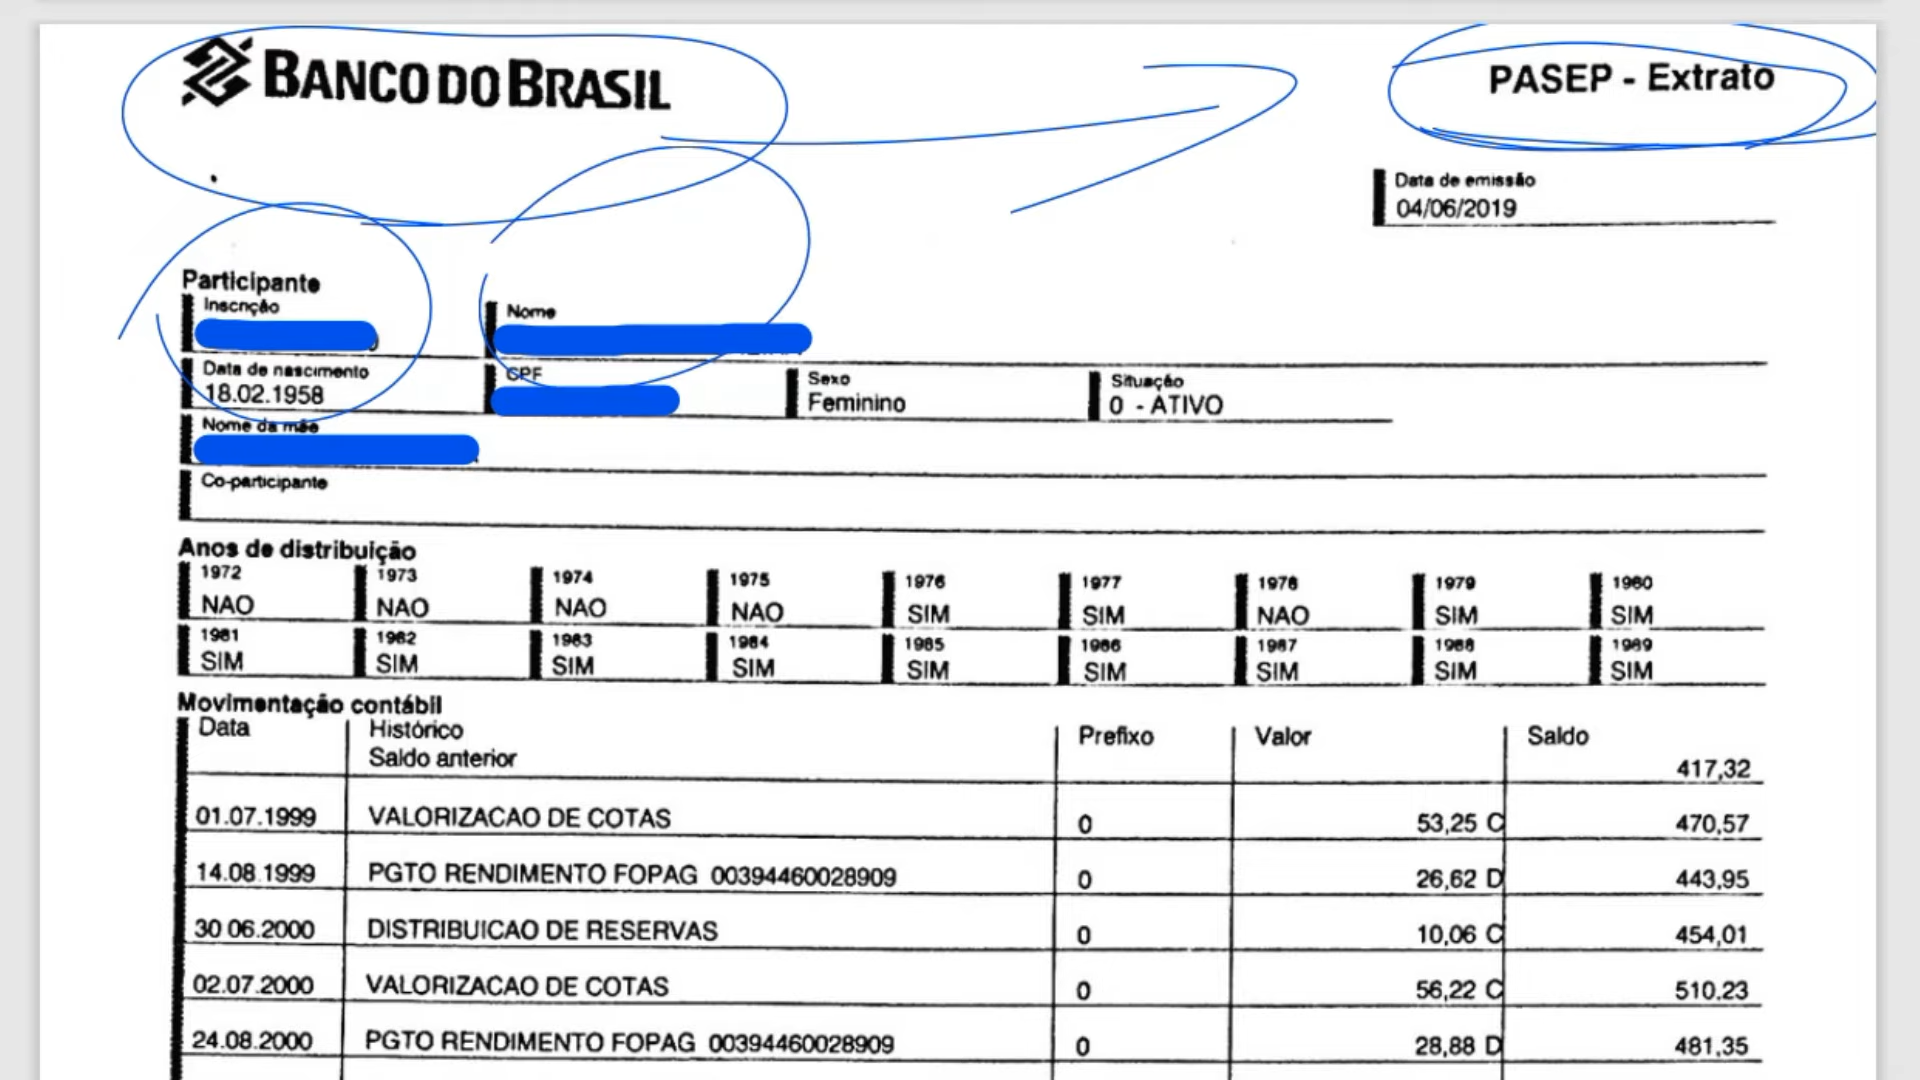 BANCO DO BRASIL
PASEP - Extrato
Data de emissão
04/06/2019
Participante
Inscrição
Nome
Data de nascimento
18.02.1958
CPF
Sexo
Feminino
Situação
0 - ATIVO
Nome da mãe
Co-participante
Anos de distribuição
1972 1973 1974 1975 1976 1977 1978 1979 1980
NAO NAO NAO NAO SIM SIM NAO SIM SIM
1981 1982 1983 1984 1985 1986 1987 1988 1989
SIM SIM SIM SIM SIM SIM SIM SIM SIM
Movimentação contábil
Data Histórico Prefixo Valor Saldo
Saldo anterior 417,32
01.07.1999 VALORIZACAO DE COTAS 0 53,25 C 470,57
14.08.1999 PGTO RENDIMENTO FOPAG 00394460028909 0 26,62 D 443,95
30 06.2000 DISTRIBUICAO DE RESERVAS 0 10,06 C 454,01
02.07.2000 VALORIZACAO DE COTAS 0 56,22 C 510.23
24.08.2000 PGTO RENDIMENTO FOPAG 00394460028909 0 28,88 D 481,35